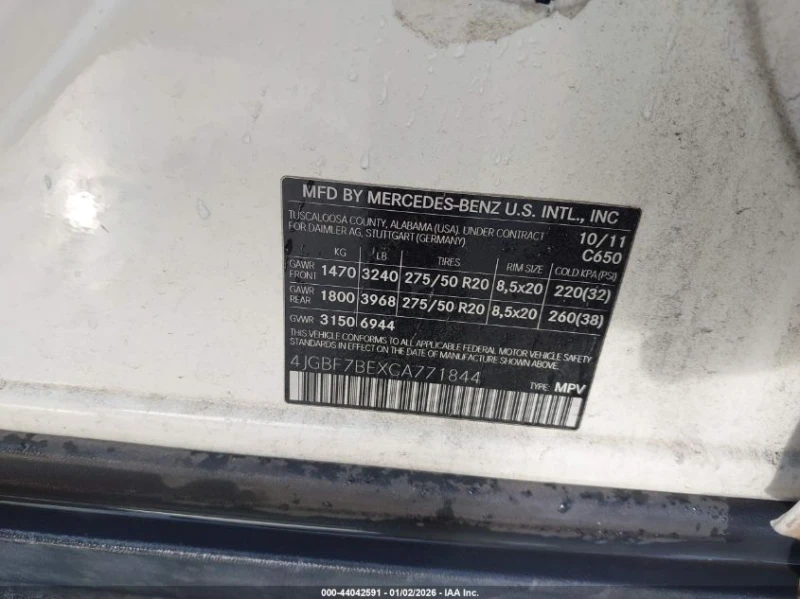 MFD BY MERCEDES-BENZ U.S. INTL., INC
TUSCALOOSA COUNTY, ALABAMA (USA). UNDER CONTRACT 10/11
FOR DAIMLER AG, STUTTGART (GERMANY) C650
KG LB TIRES RIM SIZE COLD KPA (PSI)
GAWR FRONT 1470 3240 275/50 R20 8,5x20 220(32)
GAWR REAR 1800 3968 275/50 R20 8,5x20 260(38)
GVWR 3150 6944
THIS VEHICLE CONFORMS TO ALL APPLICABLE FEDERAL MOTOR VEHICLE SAFETY
STANDARDS IN EFFECT ON THE DATE OF MANUFACTURE SHOWN ABOVE.
4JGBF7BEXCA771844
TYPE: MPV
000-44042591 - 01/02/2026 - IAA Inc.